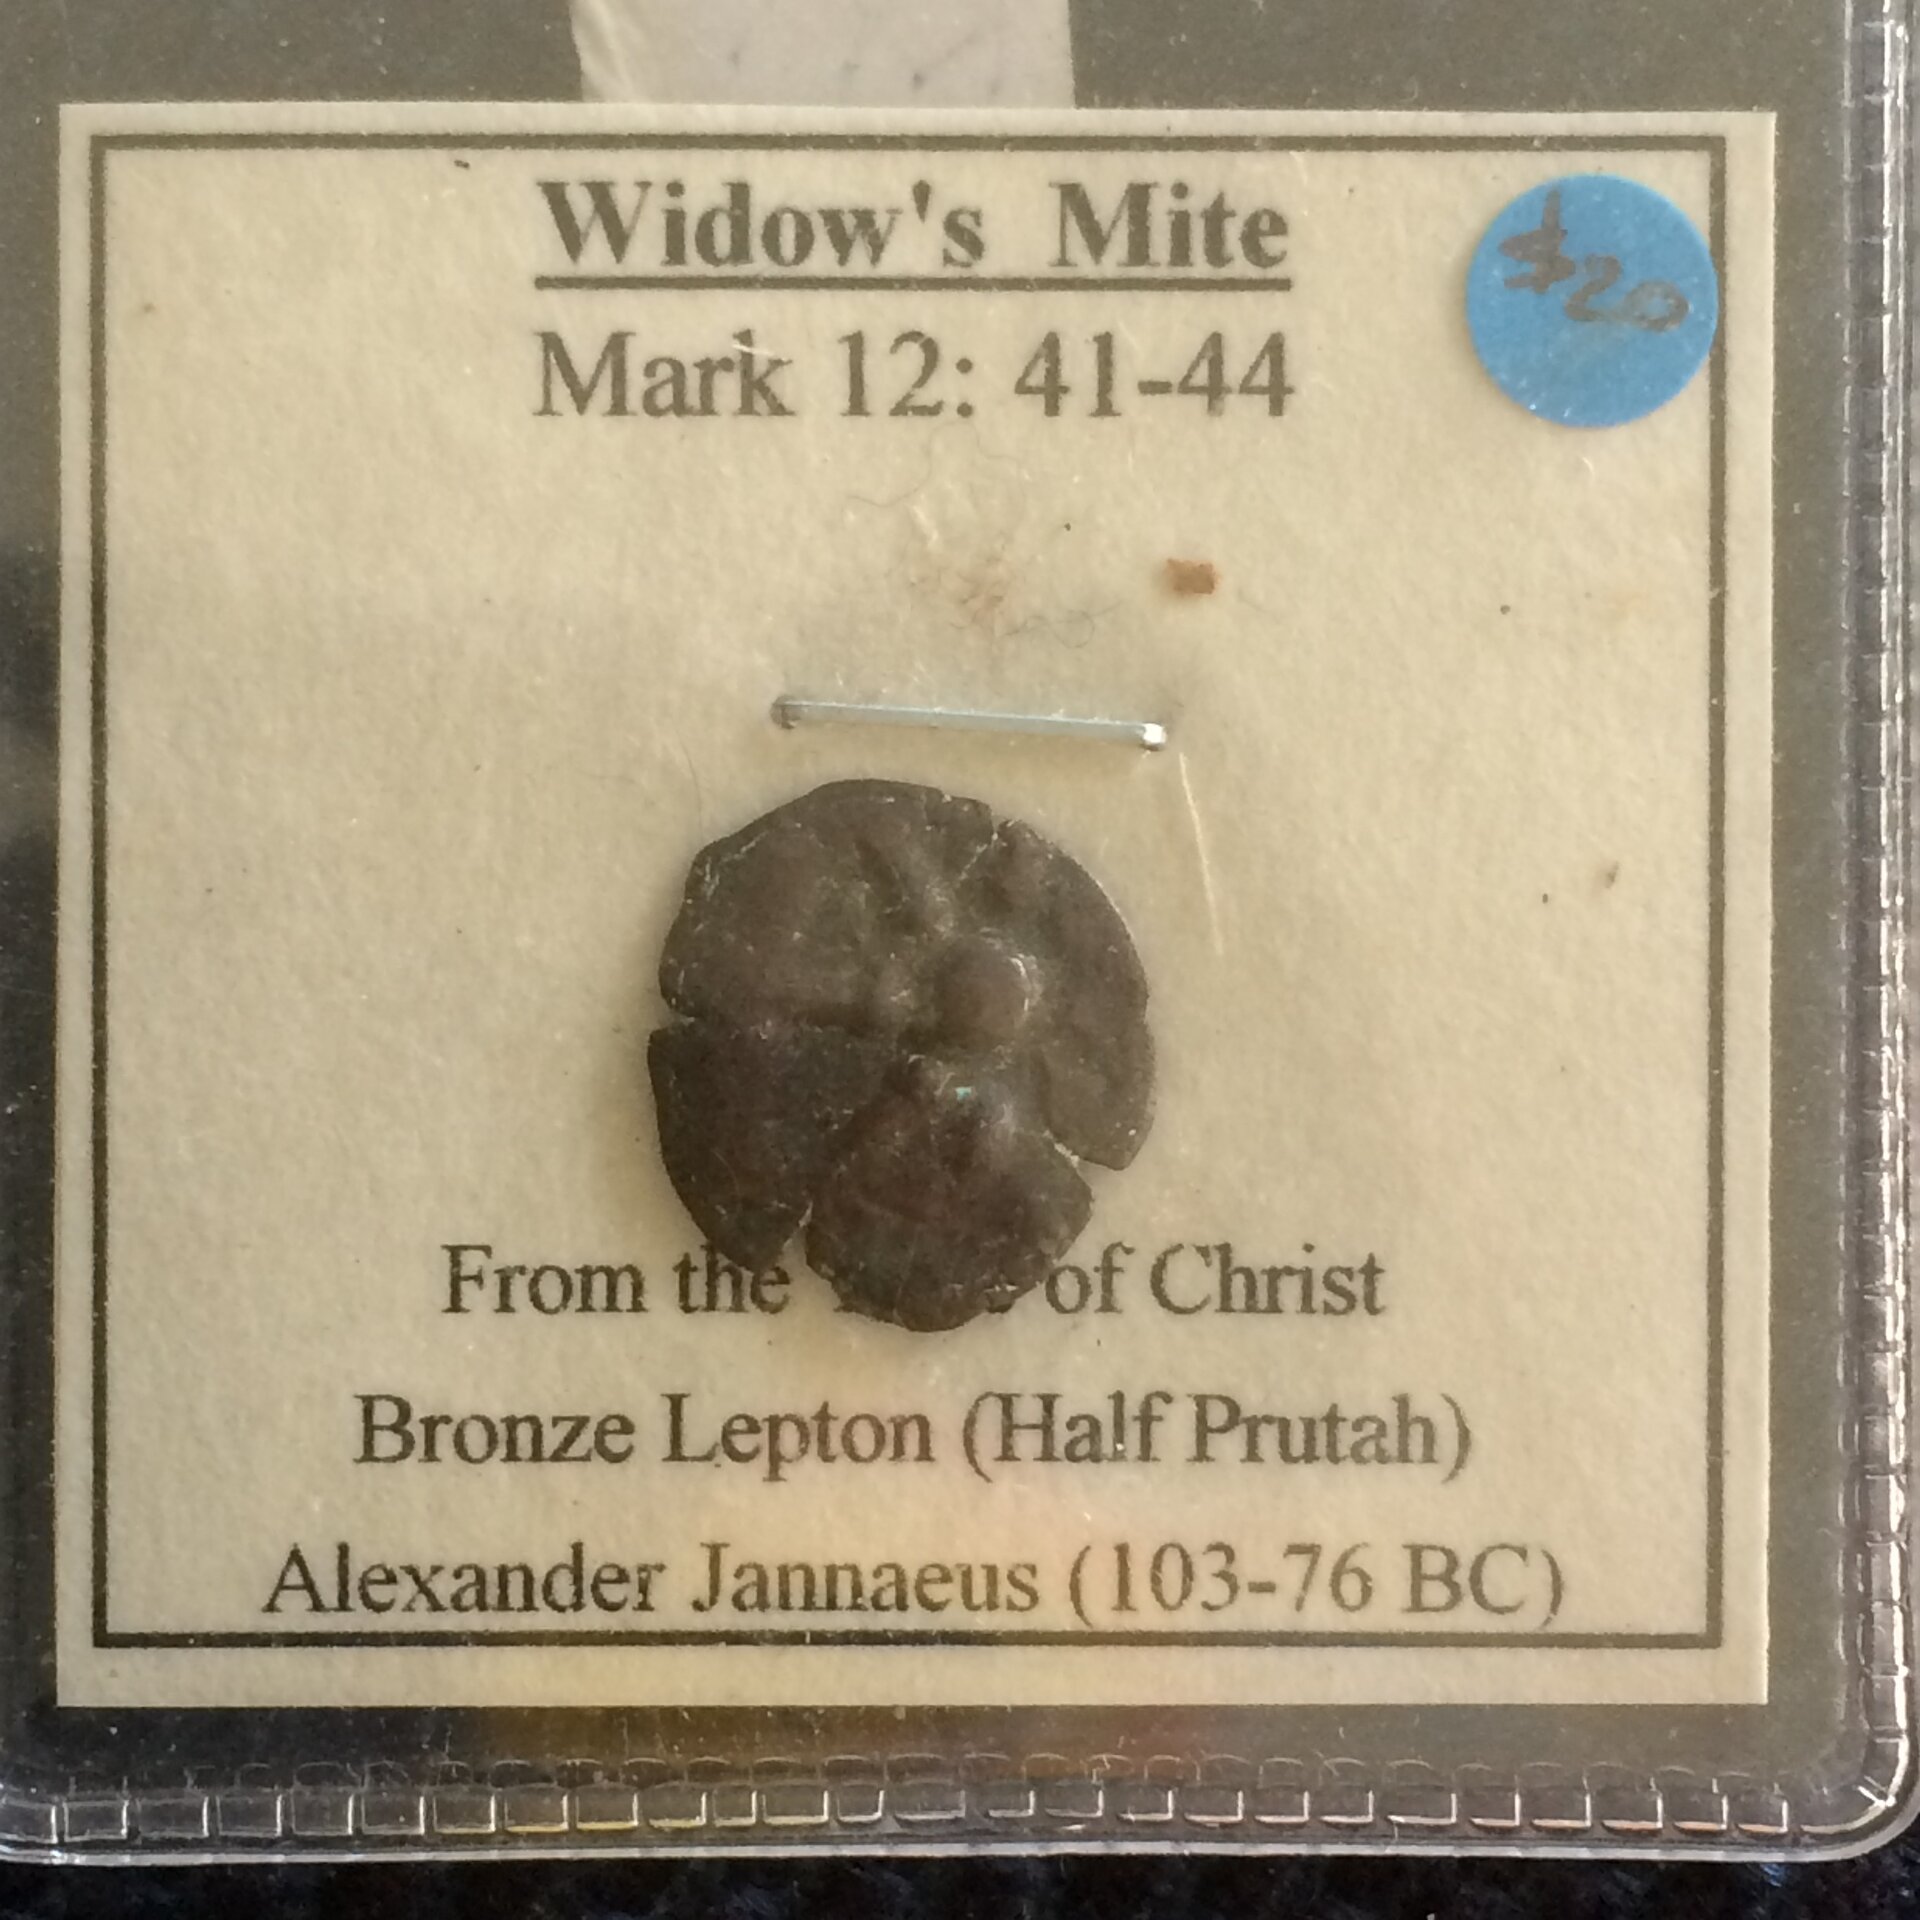 Widow's Mite
$20
Mark 12: 41-44
From the of Christ
Bronze Lepton (Half Prutah)
Alexander Jannaeus (103-76 BC)